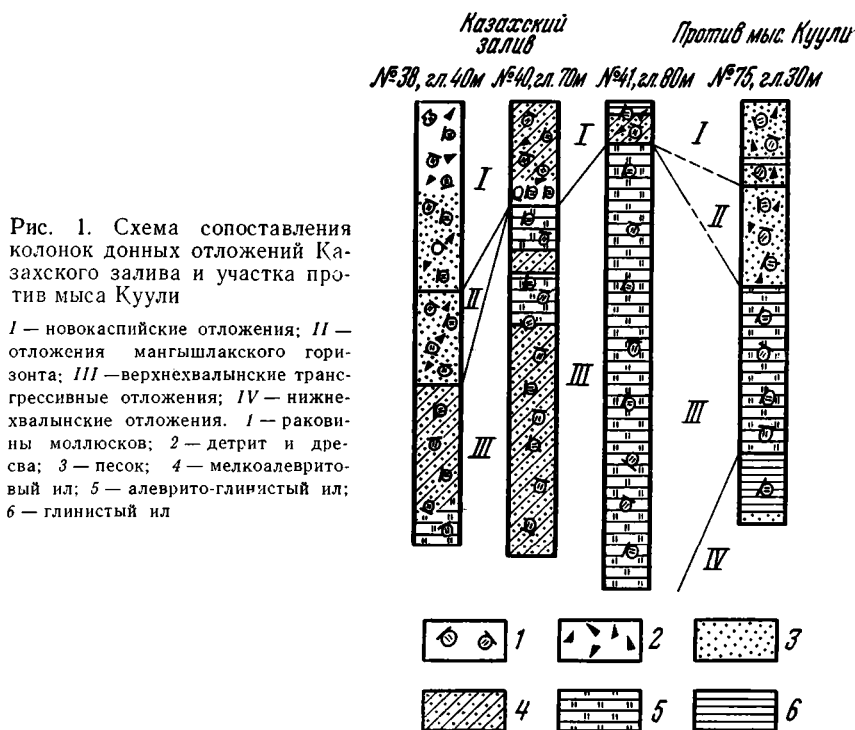 Казахский
залив
Против мыс. Куули
№38, гл. 40м №40, гл. 70м №41, гл. 80м №75, гл. 30м
I I I
II II
III III III
IV
Рис. 1. Схема сопоставления
колонок донных отложений Ка-
захского залива и участка про-
тив мыса Куули
I — новокаспийские отложения; II —
отложения мангышлакского гори-
зонта; III — верхнехвалынские транс-
грессивные отложения; IV — нижне-
хвалынские отложения. 1 — ракови-
ны моллюсков; 2 — детрит и дре-
сва; 3 — песок; 4 — мелкоалеврито-
вый ил; 5 — алеврито-глинистый ил;
6 — глинистый ил
1 2 3
4 5 6